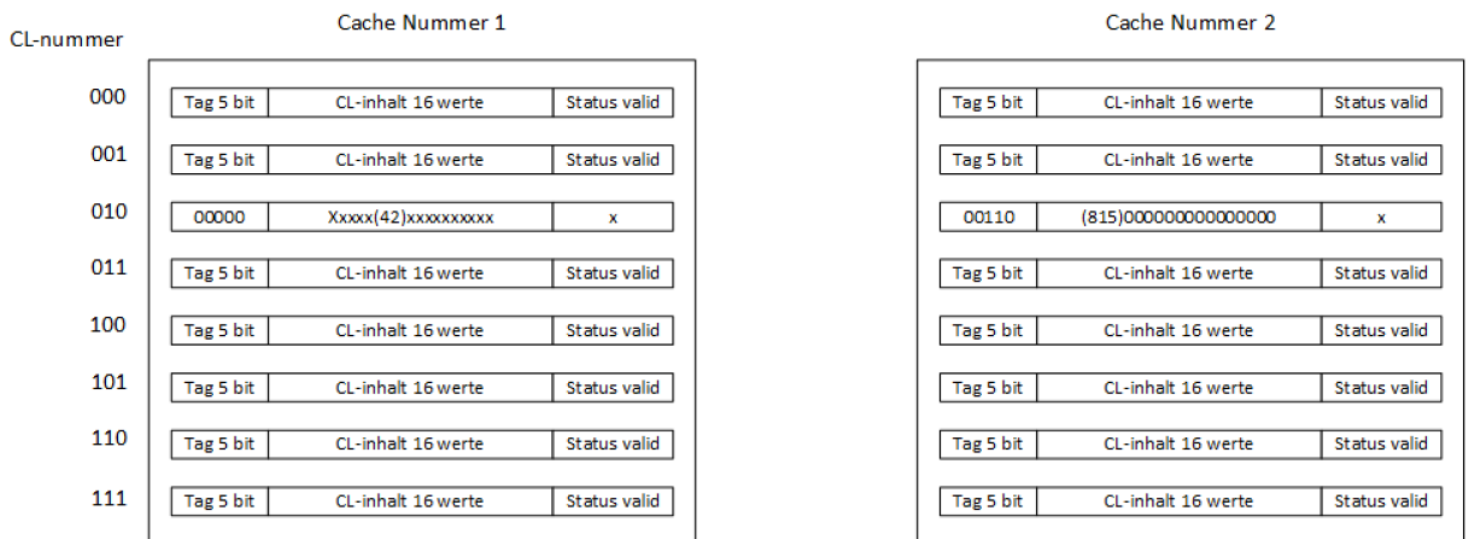 Cache Nummer 1 Cache Nummer 2
CL-nummer
000 Tag 5 bit CL-inhalt 16 werte Status valid Tag 5 bit CL-inhalt 16 werte Status valid
001 Tag 5 bit CL-inhalt 16 werte Status valid Tag 5 bit CL-inhalt 16 werte Status valid
010 00000 Xxxxx(42)xxxxxxxxxx x 00110 (815)000000000000000 x
011 Tag 5 bit CL-inhalt 16 werte Status valid Tag 5 bit CL-inhalt 16 werte Status valid
100 Tag 5 bit CL-inhalt 16 werte Status valid Tag 5 bit CL-inhalt 16 werte Status valid
101 Tag 5 bit CL-inhalt 16 werte Status valid Tag 5 bit CL-inhalt 16 werte Status valid
110 Tag 5 bit CL-inhalt 16 werte Status valid Tag 5 bit CL-inhalt 16 werte Status valid
111 Tag 5 bit CL-inhalt 16 werte Status valid Tag 5 bit CL-inhalt 16 werte Status valid